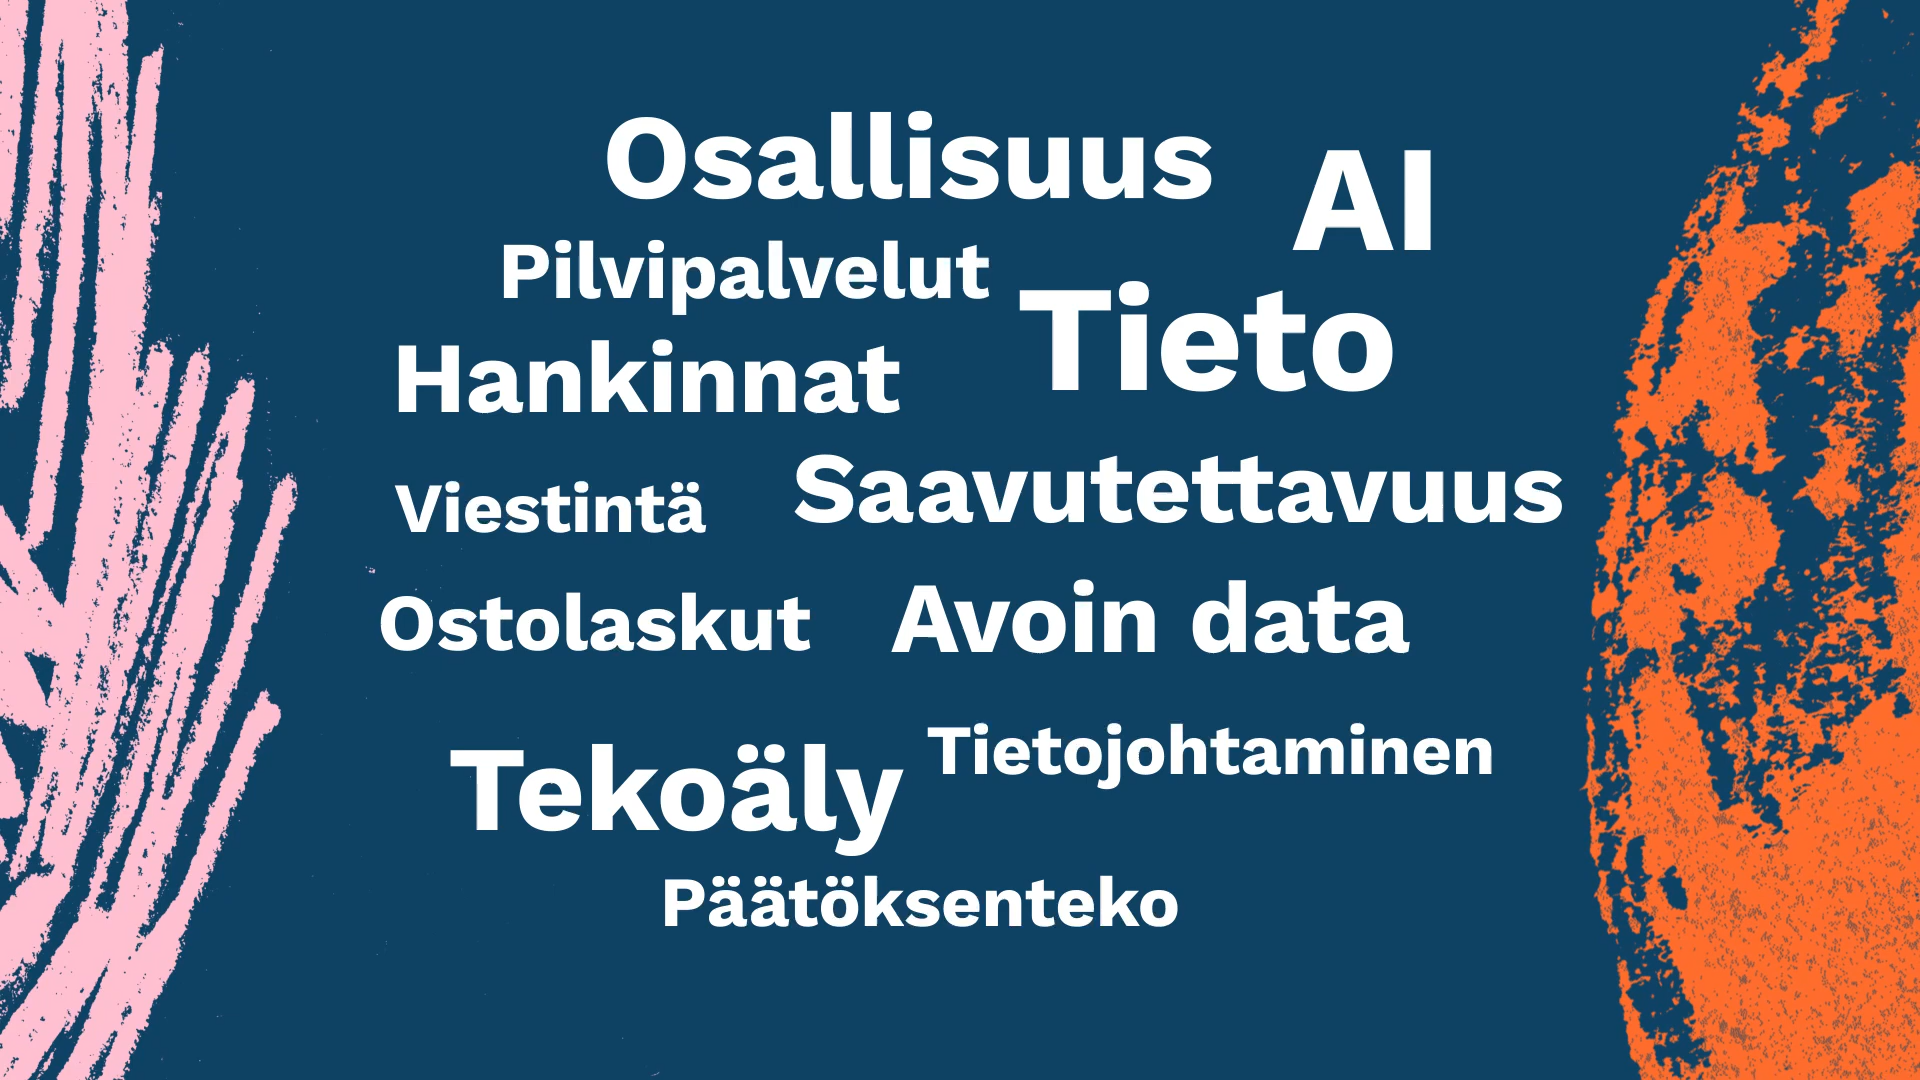 Osallisuus
AI
Pilvipalvelut
Tieto
Hankinnat
Saavutettavuus
Viestintä
Ostolaskut
Avoin data
Tietojohtaminen
Tekoäly
Päätöksenteko